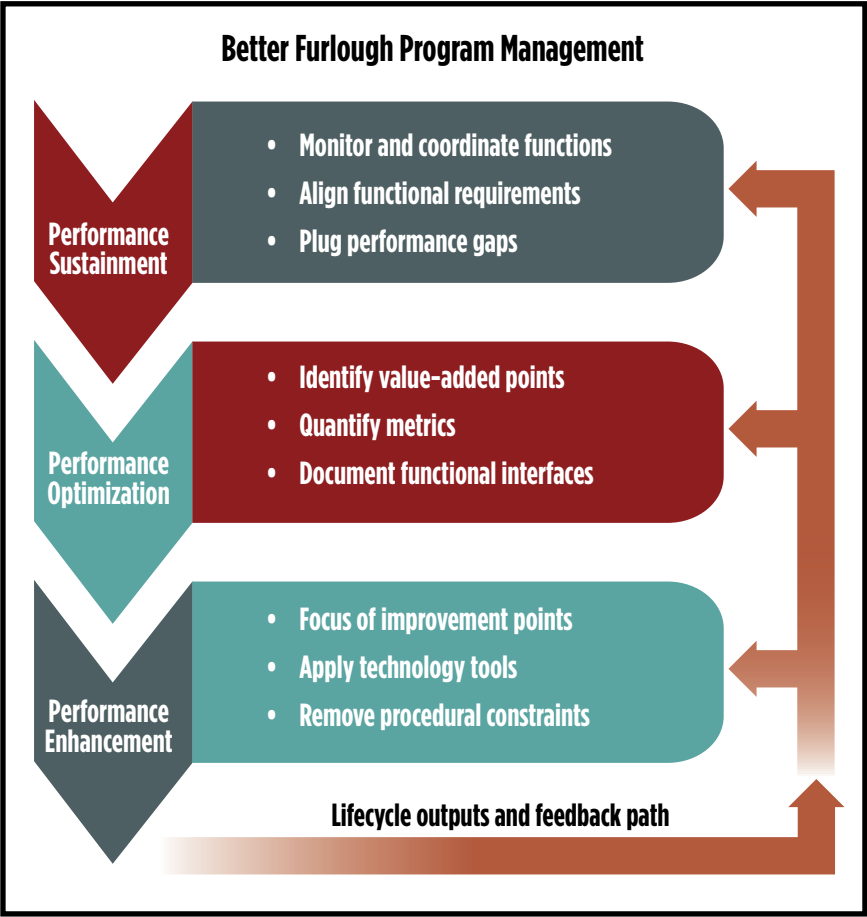 Better Furlough Program Management
Performance
Sustainment
• Monitor and coordinate functions
• Align functional requirements
• Plug performance gaps
Performance
Optimization
• Identify value-added points
• Quantify metrics
• Document functional interfaces
Performance
Enhancement
• Focus of improvement points
• Apply technology tools
• Remove procedural constraints
Lifecycle outputs and feedback path